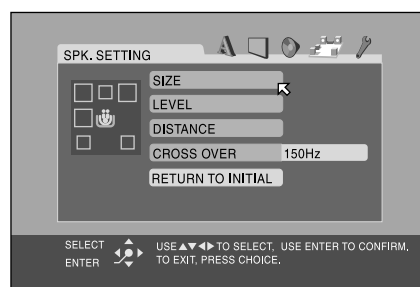 SPK. SETTING
SIZE
LEVEL
DISTANCE
CROSS OVER 150Hz
RETURN TO INITIAL
SELECT
ENTER
USE ▲▼◀▶ TO SELECT, USE ENTER TO CONFIRM.
TO EXIT, PRESS CHOICE.